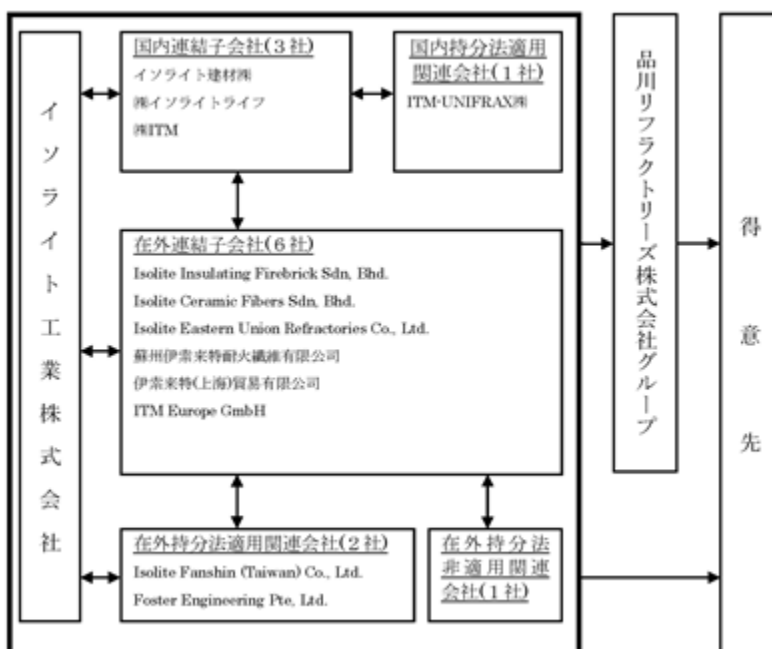 イソライト工業株式会社
国内連結子会社(3社)
イソライト建材㈱
㈱イソライトライフ
㈱ITM
国内持分法適用
関連会社(1社)
ITM-UNIFRAX㈱
在外連結子会社(6社)
Isolite Insulating Firebrick Sdn, Bhd.
Isolite Ceramic Fibers Sdn, Bhd.
Isolite Eastern Union Refractories Co., Ltd.
蘇州伊索来特耐火繊維有限公司
伊索来特(上海)貿易有限公司
ITM Europe GmbH
在外持分法適用関連会社(2社)
Isolite Fanshin (Taiwan) Co., Ltd.
Foster Engineering Pte, Ltd.
在外持分法
非適用関連
会社(1社)
品川リフラクトリーズ株式会社グループ
得意先